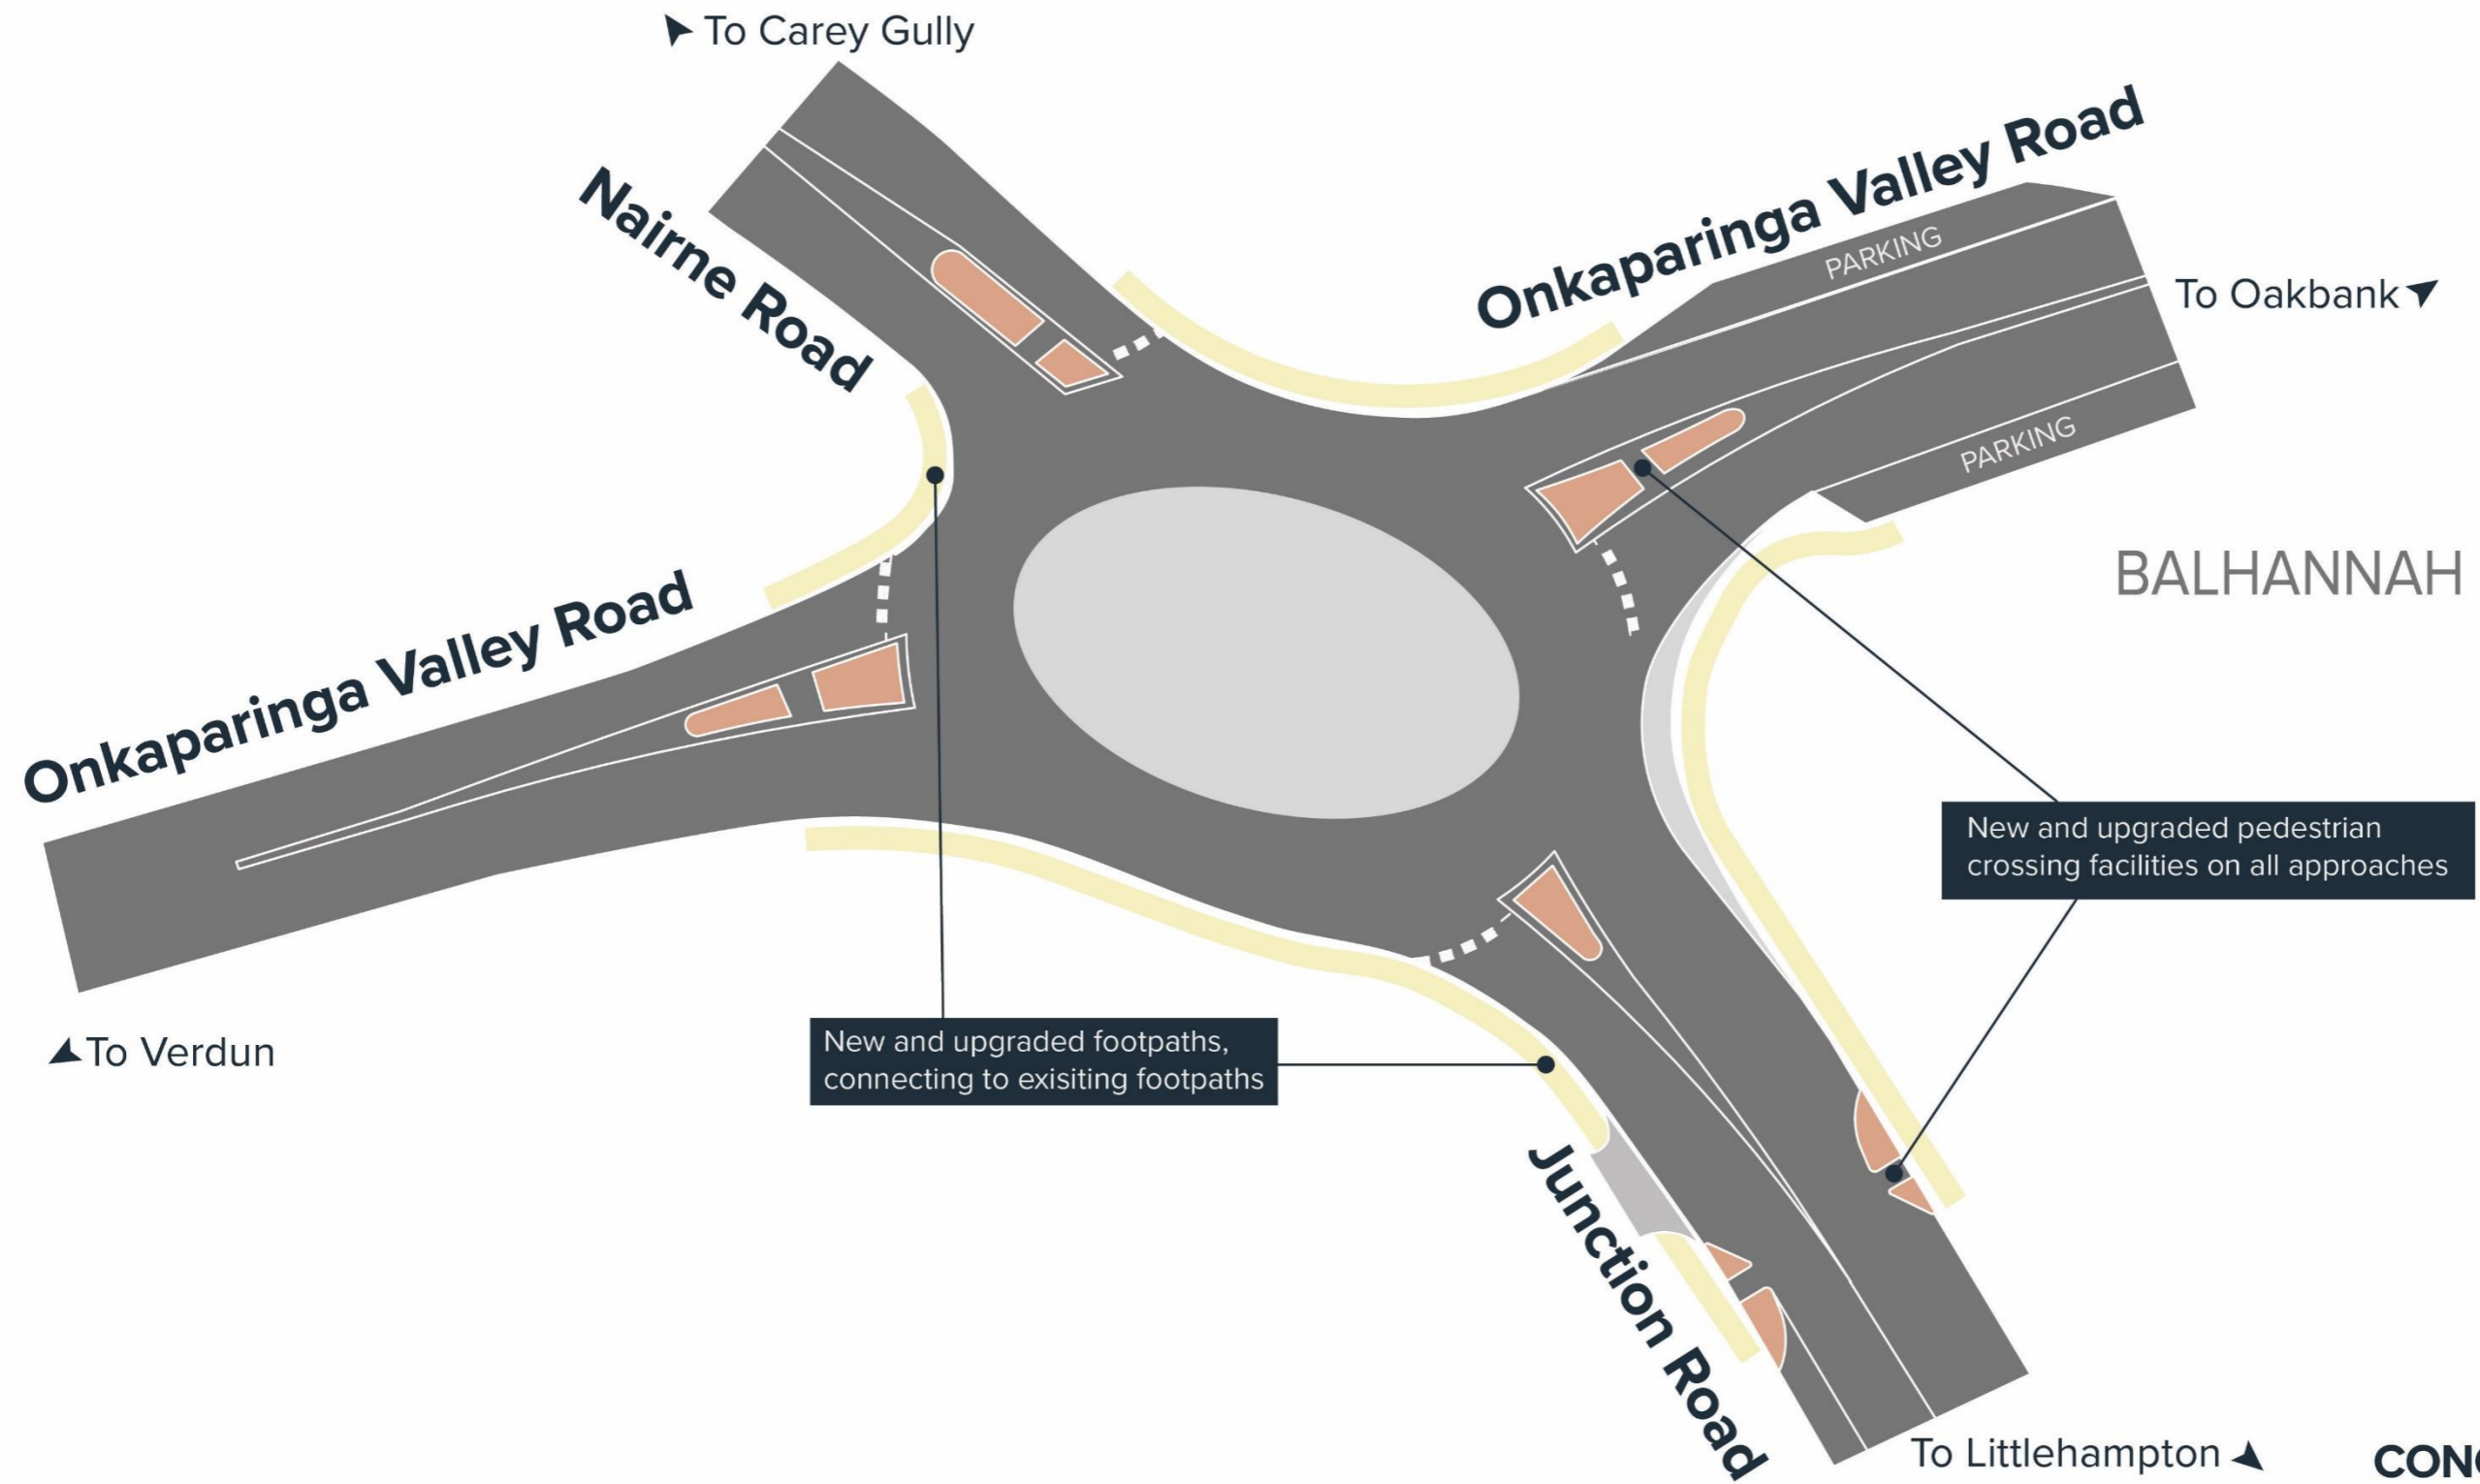 To Carey Gully
Nairne Road
Onkaparinga Valley Road
PARKING
To Oakbank
PARKING
BALHANNAH
Onkaparinga Valley Road
New and upgraded pedestrian
crossing facilities on all approaches
To Verdun
New and upgraded footpaths,
connecting to exisiting footpaths
Junction Road
To Littlehampton